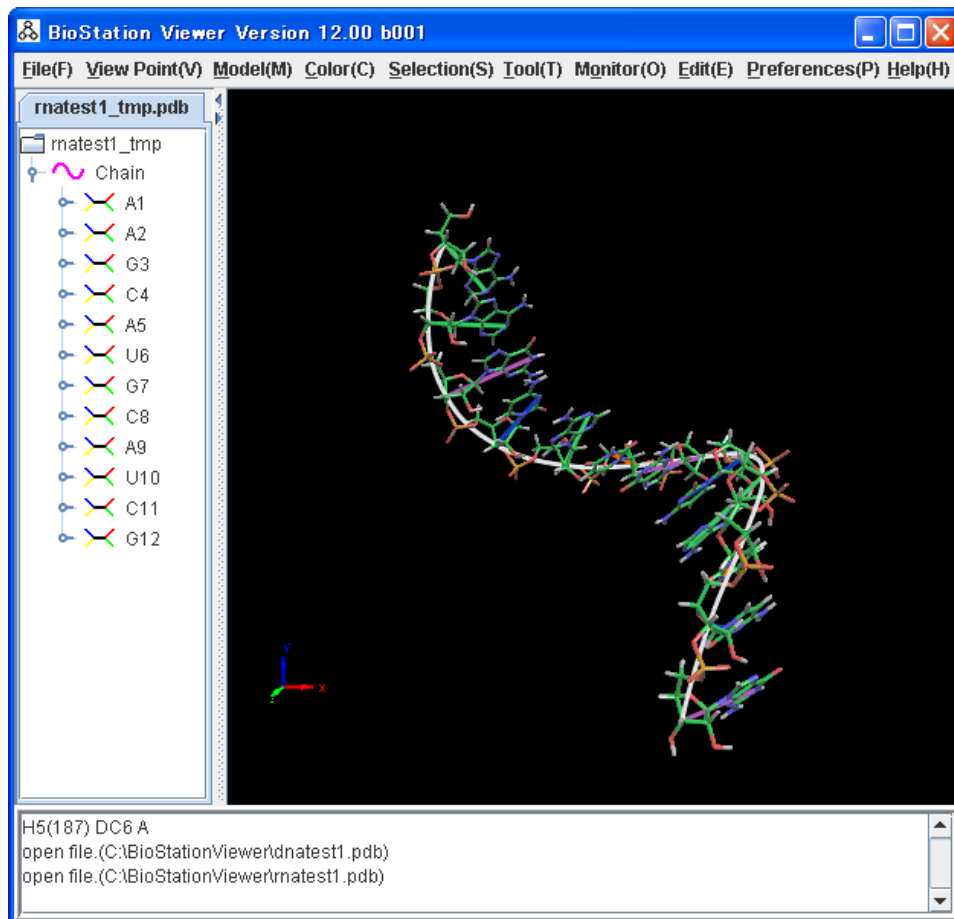 BioStation Viewer Version 12.00 b001
File(F) View Point(V) Model(M) Color(C) Selection(S) Tool(T) Monitor(O) Edit(E) Preferences(P) Help(H)
rnatest1_tmp.pdb
rnatest1_tmp
Chain
A1
A2
G3
C4
A5
U6
G7
C8
A9
U10
C11
G12
Y
X
Z
H5(187) DC6 A
open file.(C:\BioStationViewer\dnatest1.pdb)
open file.(C:\BioStationViewer\rnatest1.pdb)